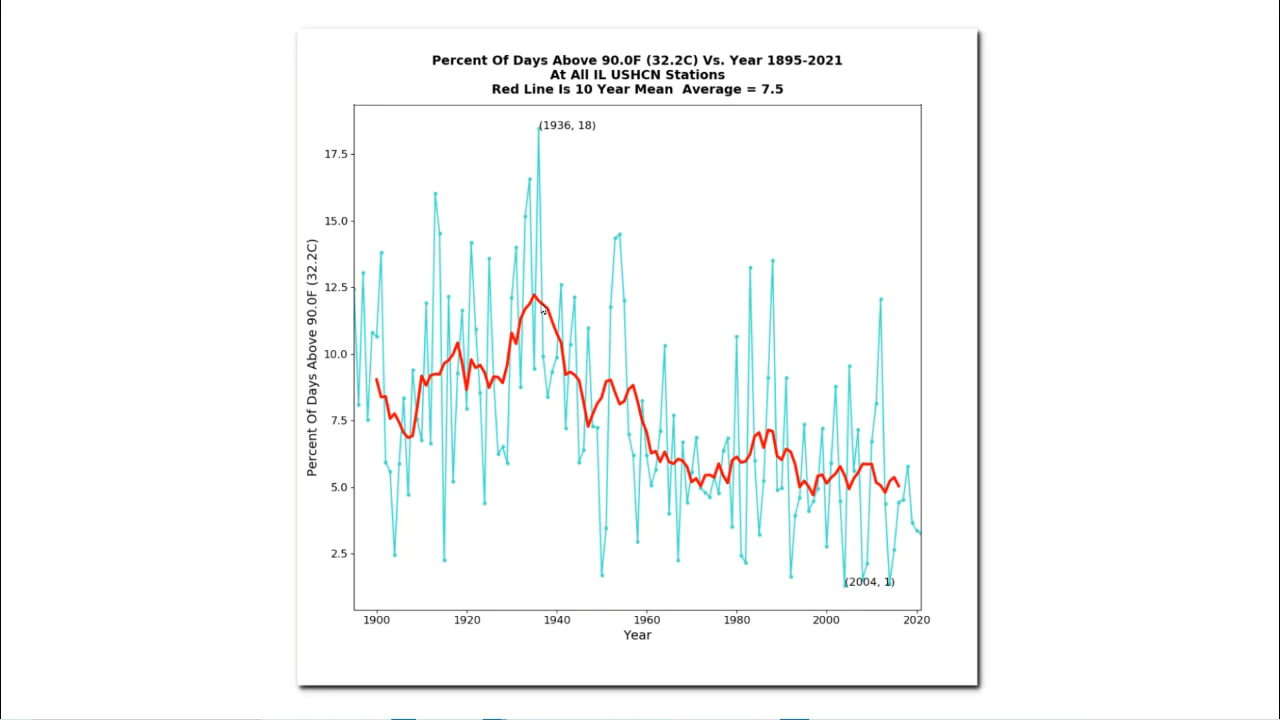 Percent Of Days Above 90.0F (32.2C) Vs. Year 1895-2021
At All IL USHCN Stations
Red Line Is 10 Year Mean  Average = 7.5
(1936, 18)
17.5
15.0
12.5
10.0
7.5
5.0
2.5
Percent Of Days Above 90.0F (32.2C)
(2004, 1)
1900 1920 1940 1960 1980 2000 2020
Year